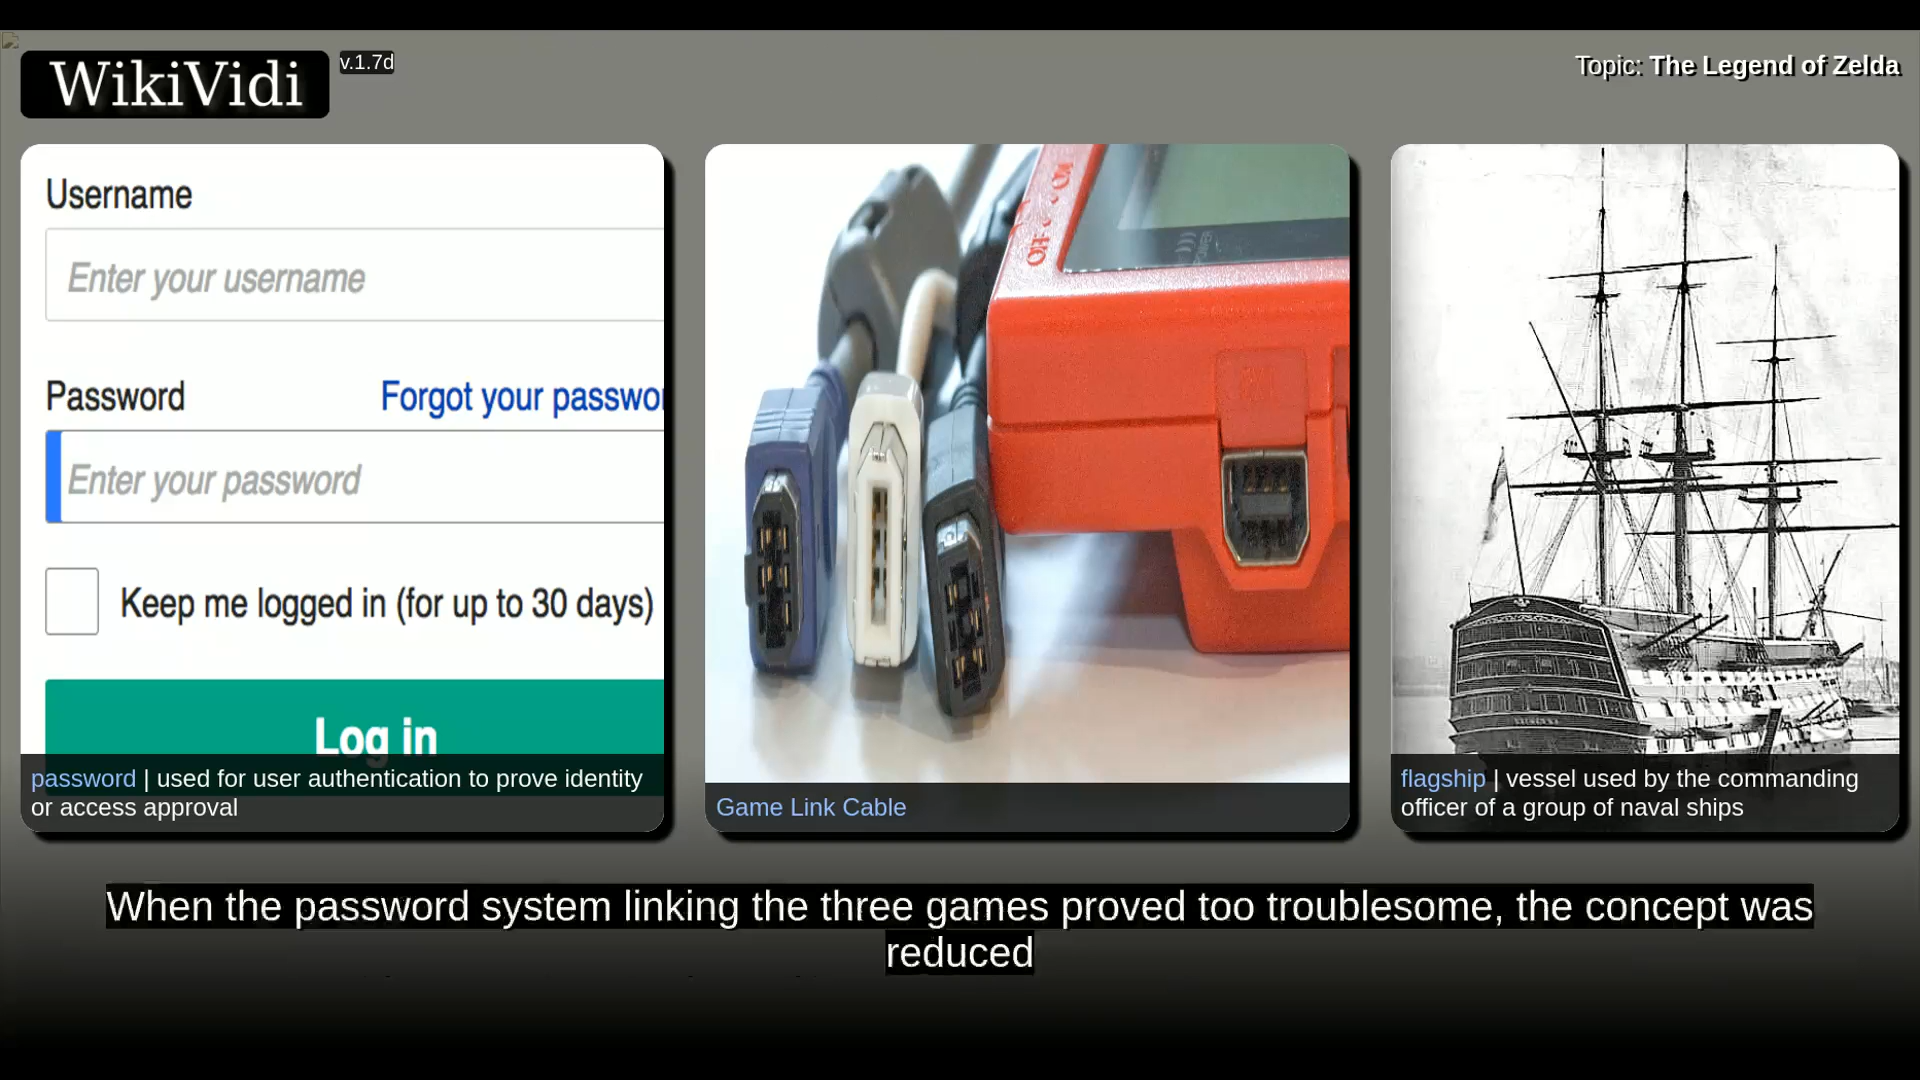 WikiVidi
v.1.7d
Topic: The Legend of Zelda
Username
Enter your username
Password
Forgot your passwor
Enter your password
Keep me logged in (for up to 30 days)
Log in
password | used for user authentication to prove identity
or access approval
Game Link Cable
flagship | vessel used by the commanding
officer of a group of naval ships
When the password system linking the three games proved too troublesome, the concept was
reduced